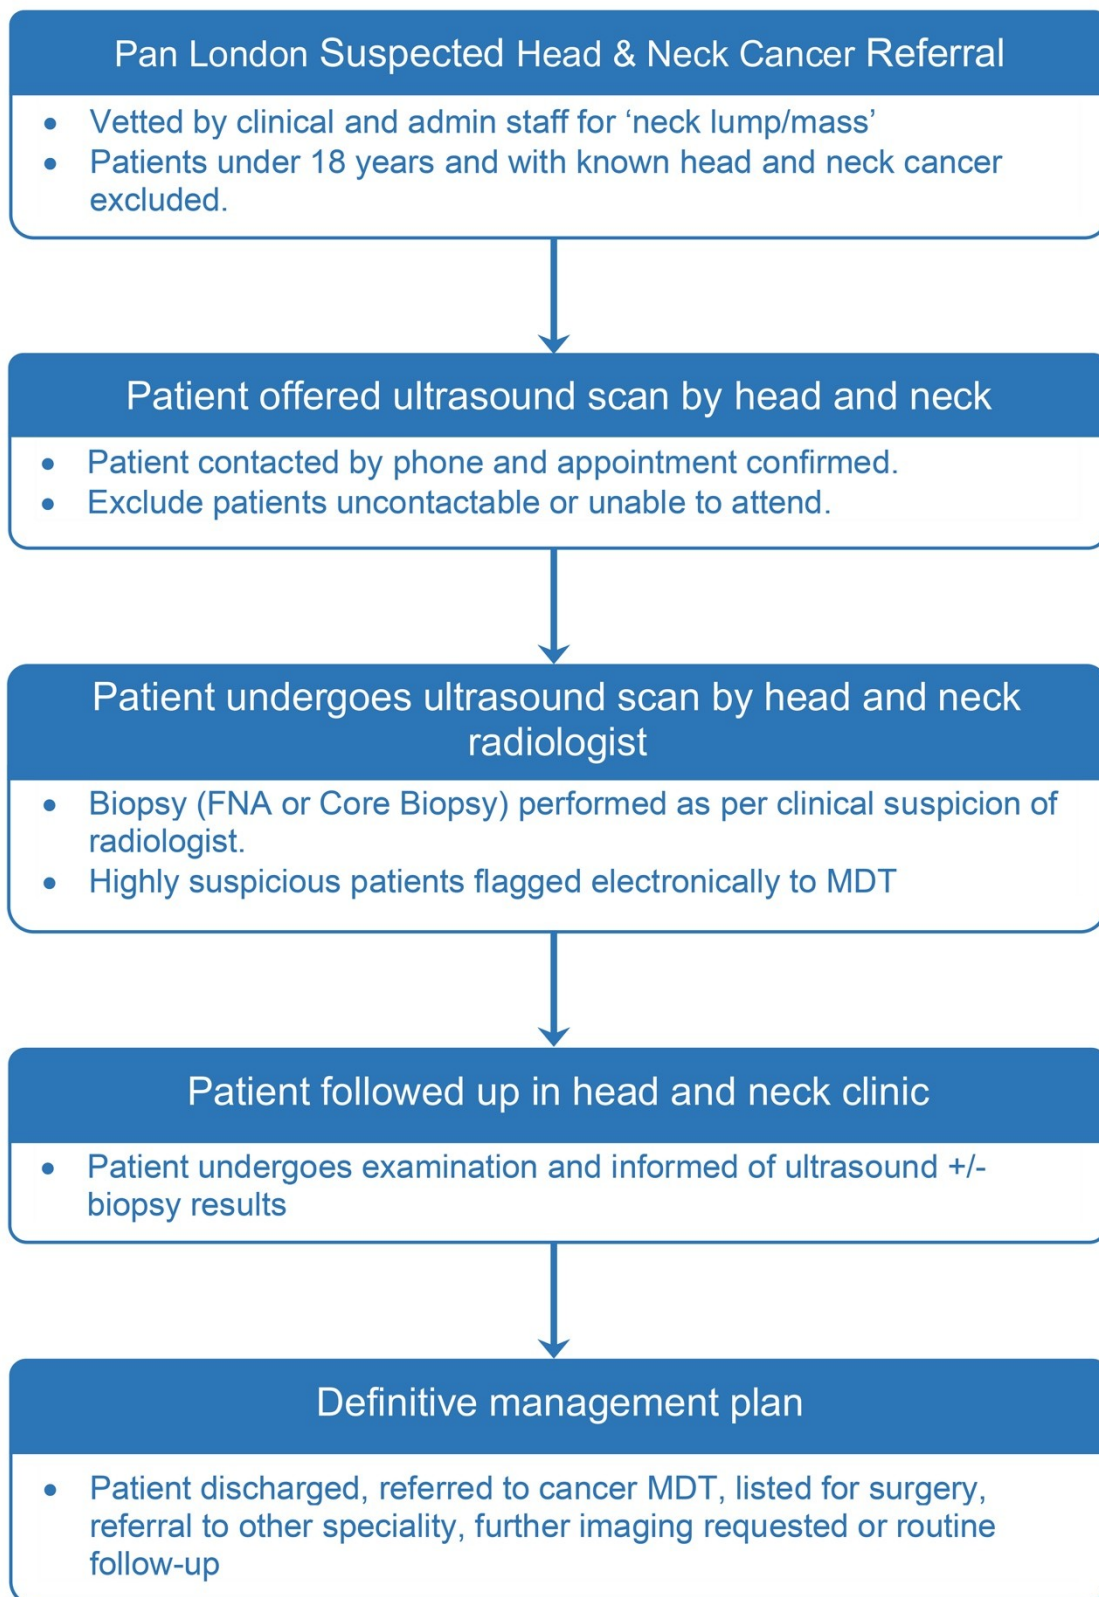 Pan London Suspected Head & Neck Cancer Referral
• Vetted by clinical and admin staff for ‘neck lump/mass’
• Patients under 18 years and with known head and neck cancer
excluded.
Patient offered ultrasound scan by head and neck
• Patient contacted by phone and appointment confirmed.
• Exclude patients uncontactable or unable to attend.
Patient undergoes ultrasound scan by head and neck
radiologist
• Biopsy (FNA or Core Biopsy) performed as per clinical suspicion of
radiologist.
• Highly suspicious patients flagged electronically to MDT
Patient followed up in head and neck clinic
• Patient undergoes examination and informed of ultrasound +/-
biopsy results
Definitive management plan
• Patient discharged, referred to cancer MDT, listed for surgery,
referral to other speciality, further imaging requested or routine
follow-up